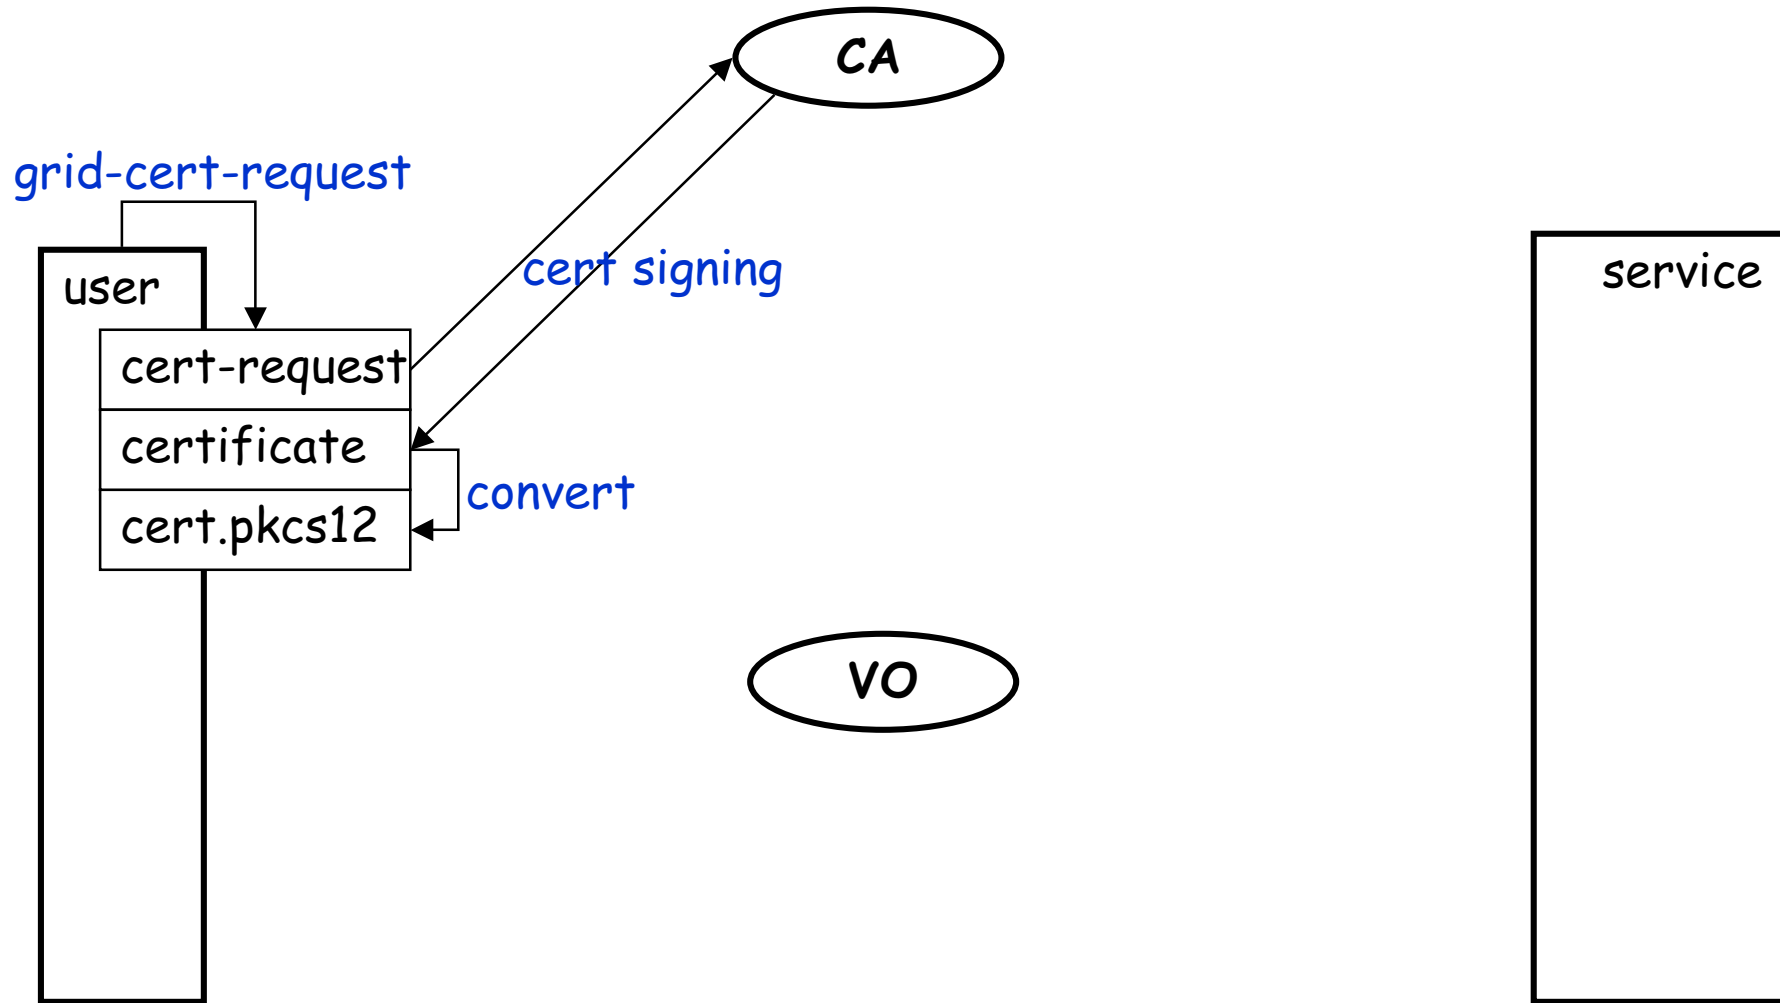 CA
grid-cert-request
cert signing
user
service
cert-request
certificate
convert
cert.pkcs12
VO